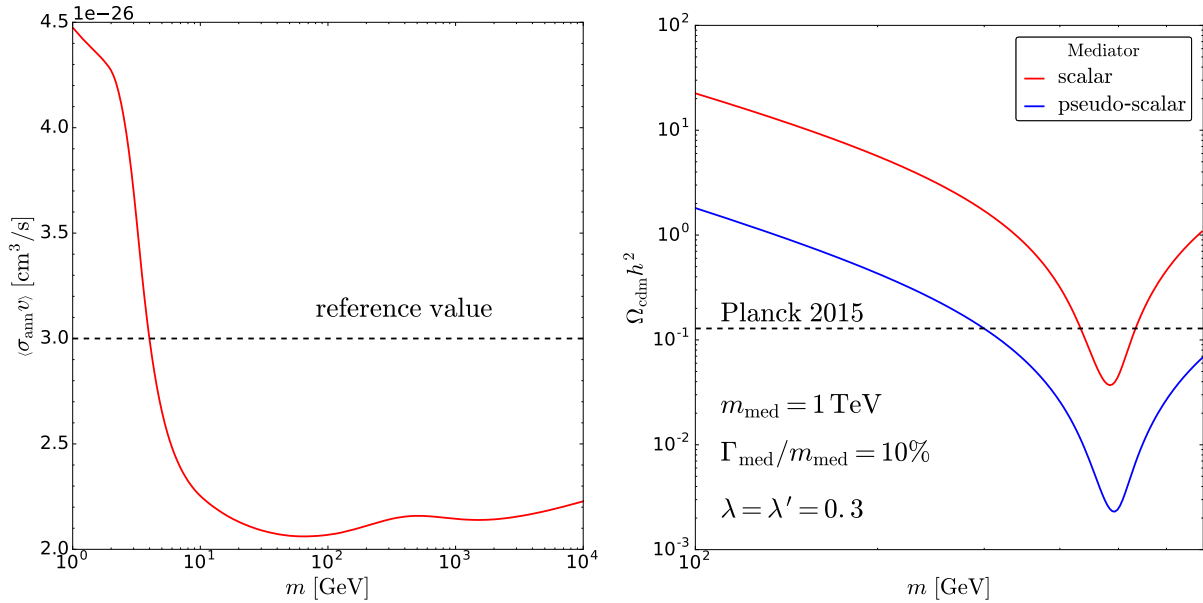 1e−26
4.5
4.0
3.5
3.0
2.5
2.0
⟨σ_ann v⟩ [cm³/s]
reference value
10⁰
10¹
10²
10³
10⁴
m [GeV]
10²
10¹
10⁰
10⁻¹
10⁻²
10⁻³
Ω_cdm h²
Mediator
scalar
pseudo-scalar
Planck 2015
m_med = 1 TeV
Γ_med/m_med = 10%
λ = λ′ = 0.3
10²
m [GeV]